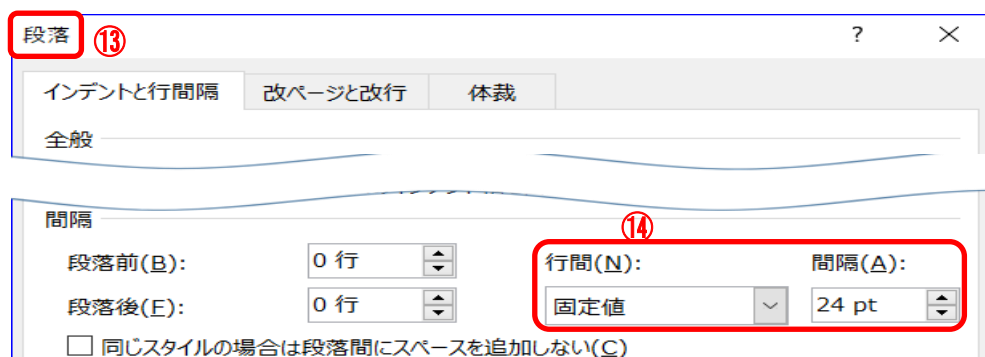 段落 ⑬ ?
インデントと行間隔 改ページと改行 体裁
全般
間隔 ⑭
段落前(B): 0 行 行間(N): 間隔(A):
段落後(F): 0 行 固定値 24 pt
同じスタイルの場合は段落間にスペースを追加しない(C)